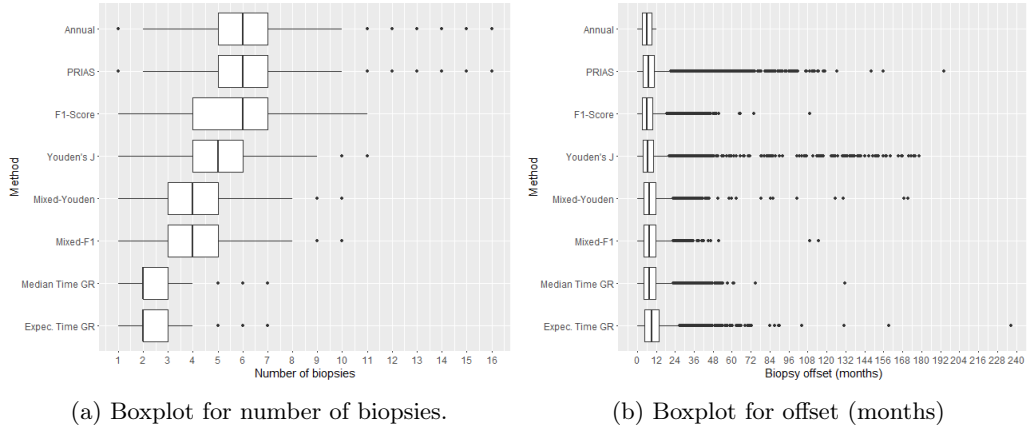 Annual
PRIAS
F1-Score
Youden's J
Mixed-Youden
Mixed-F1
Median Time GR
Expec. Time GR
Method
1 2 3 4 5 6 7 8 9 10 11 12 13 14 15 16
Number of biopsies
(a) Boxplot for number of biopsies.
Annual
PRIAS
F1-Score
Youden's J
Mixed-Youden
Mixed-F1
Median Time GR
Expec. Time GR
Method
0 12 24 36 48 60 72 84 96 108 120 132 144 156 168 180 192 204 216 228 240
Biopsy offset (months)
(b) Boxplot for offset (months)